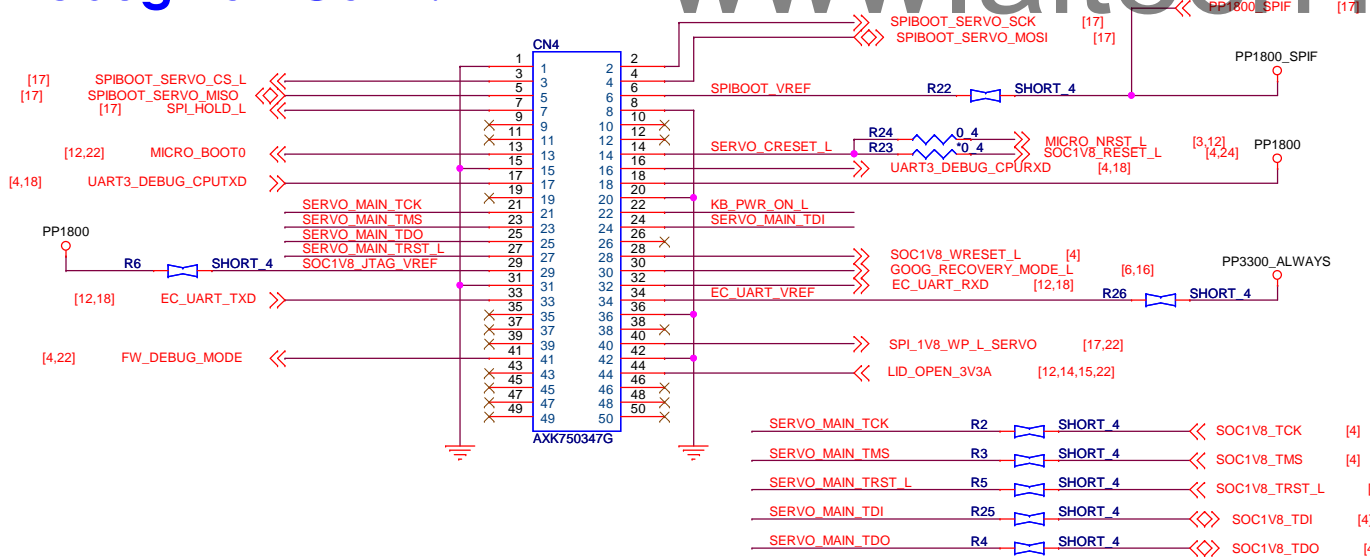 PP1800_SPIF [17]
SPIBOOT_SERVO_SCK [17]
SPIBOOT_SERVO_MOSI [17]
CN4
PP1800_SPIF
[17] SPIBOOT_SERVO_CS_L 1 1 2 2
[17] SPIBOOT_SERVO_MISO 3 3 4 4
[17] SPI_HOLD_L 5 5 6 6 SPIBOOT_VREF R22 SHORT_4
7 7 8 8
9 9 10 10
11 11 12 12 R24 0_4 MICRO_NRST_L [3,12]
[12,22] MICRO_BOOT0 13 13 14 14 SERVO_CRESET_L R23 *0_4 SOC1V8_RESET_L [4,24]
PP1800
15 15 16 16 UART3_DEBUG_CPURXD [4,18]
[4,18] UART3_DEBUG_CPUTXD 17 17 18 18
19 19 20 20
SERVO_MAIN_TCK 21 21 22 22 KB_PWR_ON_L
SERVO_MAIN_TMS 23 23 24 24 SERVO_MAIN_TDI
PP1800
SERVO_MAIN_TDO 25 25 26 26
SERVO_MAIN_TRST_L 27 27 28 28 SOC1V8_WRESET_L [4]
R6 SHORT_4 SOC1V8_JTAG_VREF 29 29 30 30 GOOG_RECOVERY_MODE_L [6,16]
PP3300_ALWAYS
31 31 32 32 EC_UART_RXD [12,18]
[12,18] EC_UART_TXD 33 33 34 34 EC_UART_VREF R26 SHORT_4
35 35 36 36
37 37 38 38
39 39 40 40 SPI_1V8_WP_L_SERVO [17,22]
[4,22] FW_DEBUG_MODE 41 41 42 42
43 43 44 44 LID_OPEN_3V3A [12,14,15,22]
45 45 46 46
47 47 48 48
49 49 50 50
AXK750347G
SERVO_MAIN_TCK R2 SHORT_4 SOC1V8_TCK [4]
SERVO_MAIN_TMS R3 SHORT_4 SOC1V8_TMS [4]
SERVO_MAIN_TRST_L R5 SHORT_4 SOC1V8_TRST_L
SERVO_MAIN_TDI R25 SHORT_4 SOC1V8_TDI [4]
SERVO_MAIN_TDO R4 SHORT_4 SOC1V8_TDO